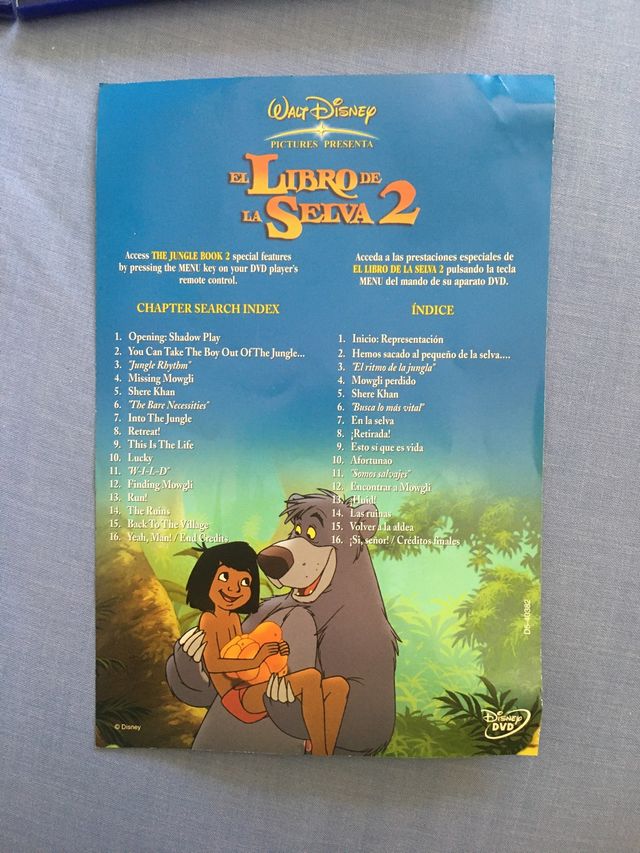 WALT DISNEY
PICTURES PRESENTA
EL LIBRO DE
LA SELVA 2
Access THE JUNGLE BOOK 2 special features
by pressing the MENU key on your DVD player's
remote control.
CHAPTER SEARCH INDEX
1. Opening: Shadow Play
2. You Can Take The Boy Out Of The Jungle...
3. "Jungle Rhythm"
4. Missing Mowgli
5. Shere Khan
6. "The Bare Necessities"
7. Into The Jungle
8. Retreat!
9. This Is The Life
10. Lucky
11. "W-I-L-D"
12. Finding Mowgli
13. Run!
14. The Ruins
15. Back To The Village
16. Yeah, Man! / End Credits
Acceda a las prestaciones especiales de
EL LIBRO DE LA SELVA 2 pulsando la tecla
MENU del mando de su aparato DVD.
ÍNDICE
1. Inicio: Representación
2. Hemos sacado al pequeño de la selva....
3. "El ritmo de la jungla"
4. Mowgli perdido
5. Shere Khan
6. "Busca lo más vital"
7. En la selva
8. ¡Retirada!
9. Esto si que es vida
10. Afortunao
11. "Somos salvajes"
12. Encontrar a Mowgli
13. ¡Huid!
14. Las ruinas
15. Volver a la aldea
16. ¡Si, señor! / Créditos finales
DS-40382
© Disney
DISNEY
DVD